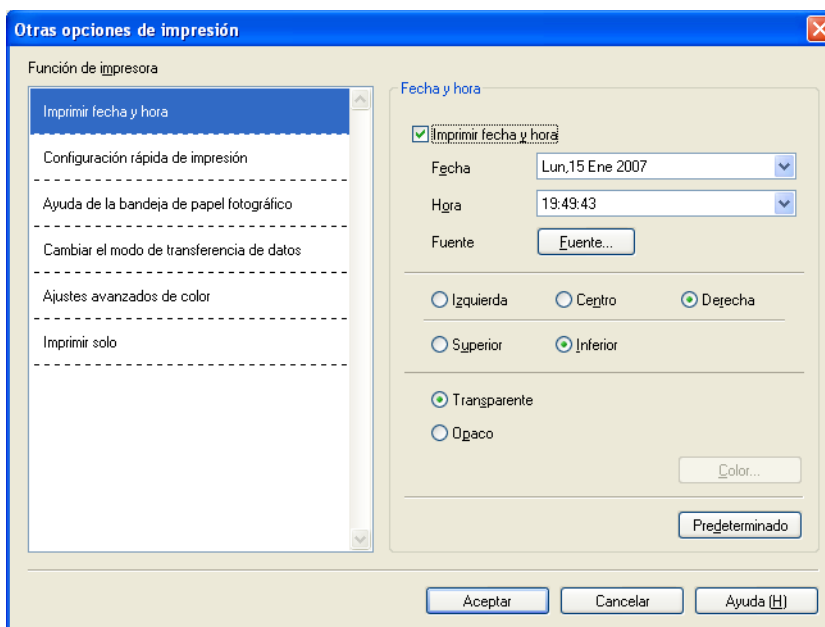 Otras opciones de impresión
Función de impresora
Imprimir fecha y hora
Configuración rápida de impresión
Ayuda de la bandeja de papel fotográfico
Cambiar el modo de transferencia de datos
Ajustes avanzados de color
Imprimir solo
Fecha y hora
Imprimir fecha y hora
Fecha Lun,15 Ene 2007
Hora 19:49:43
Fuente Fuente...
Izquierda Centro Derecha
Superior Inferior
Transparente
Opaco
Color...
Predeterminado
Aceptar Cancelar Ayuda (H)